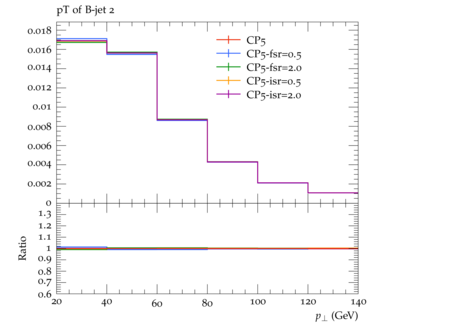 pT of B-jet 2
0.018
0.016
0.014
0.012
0.01
0.008
0.006
0.004
0.002
0
CP5
CP5-fsr=0.5
CP5-fsr=2.0
CP5-isr=0.5
CP5-isr=2.0
1.3
1.2
1.1
1
0.9
0.8
0.7
0.6
Ratio
20 40 60 80 100 120 140
p⊥ (GeV)